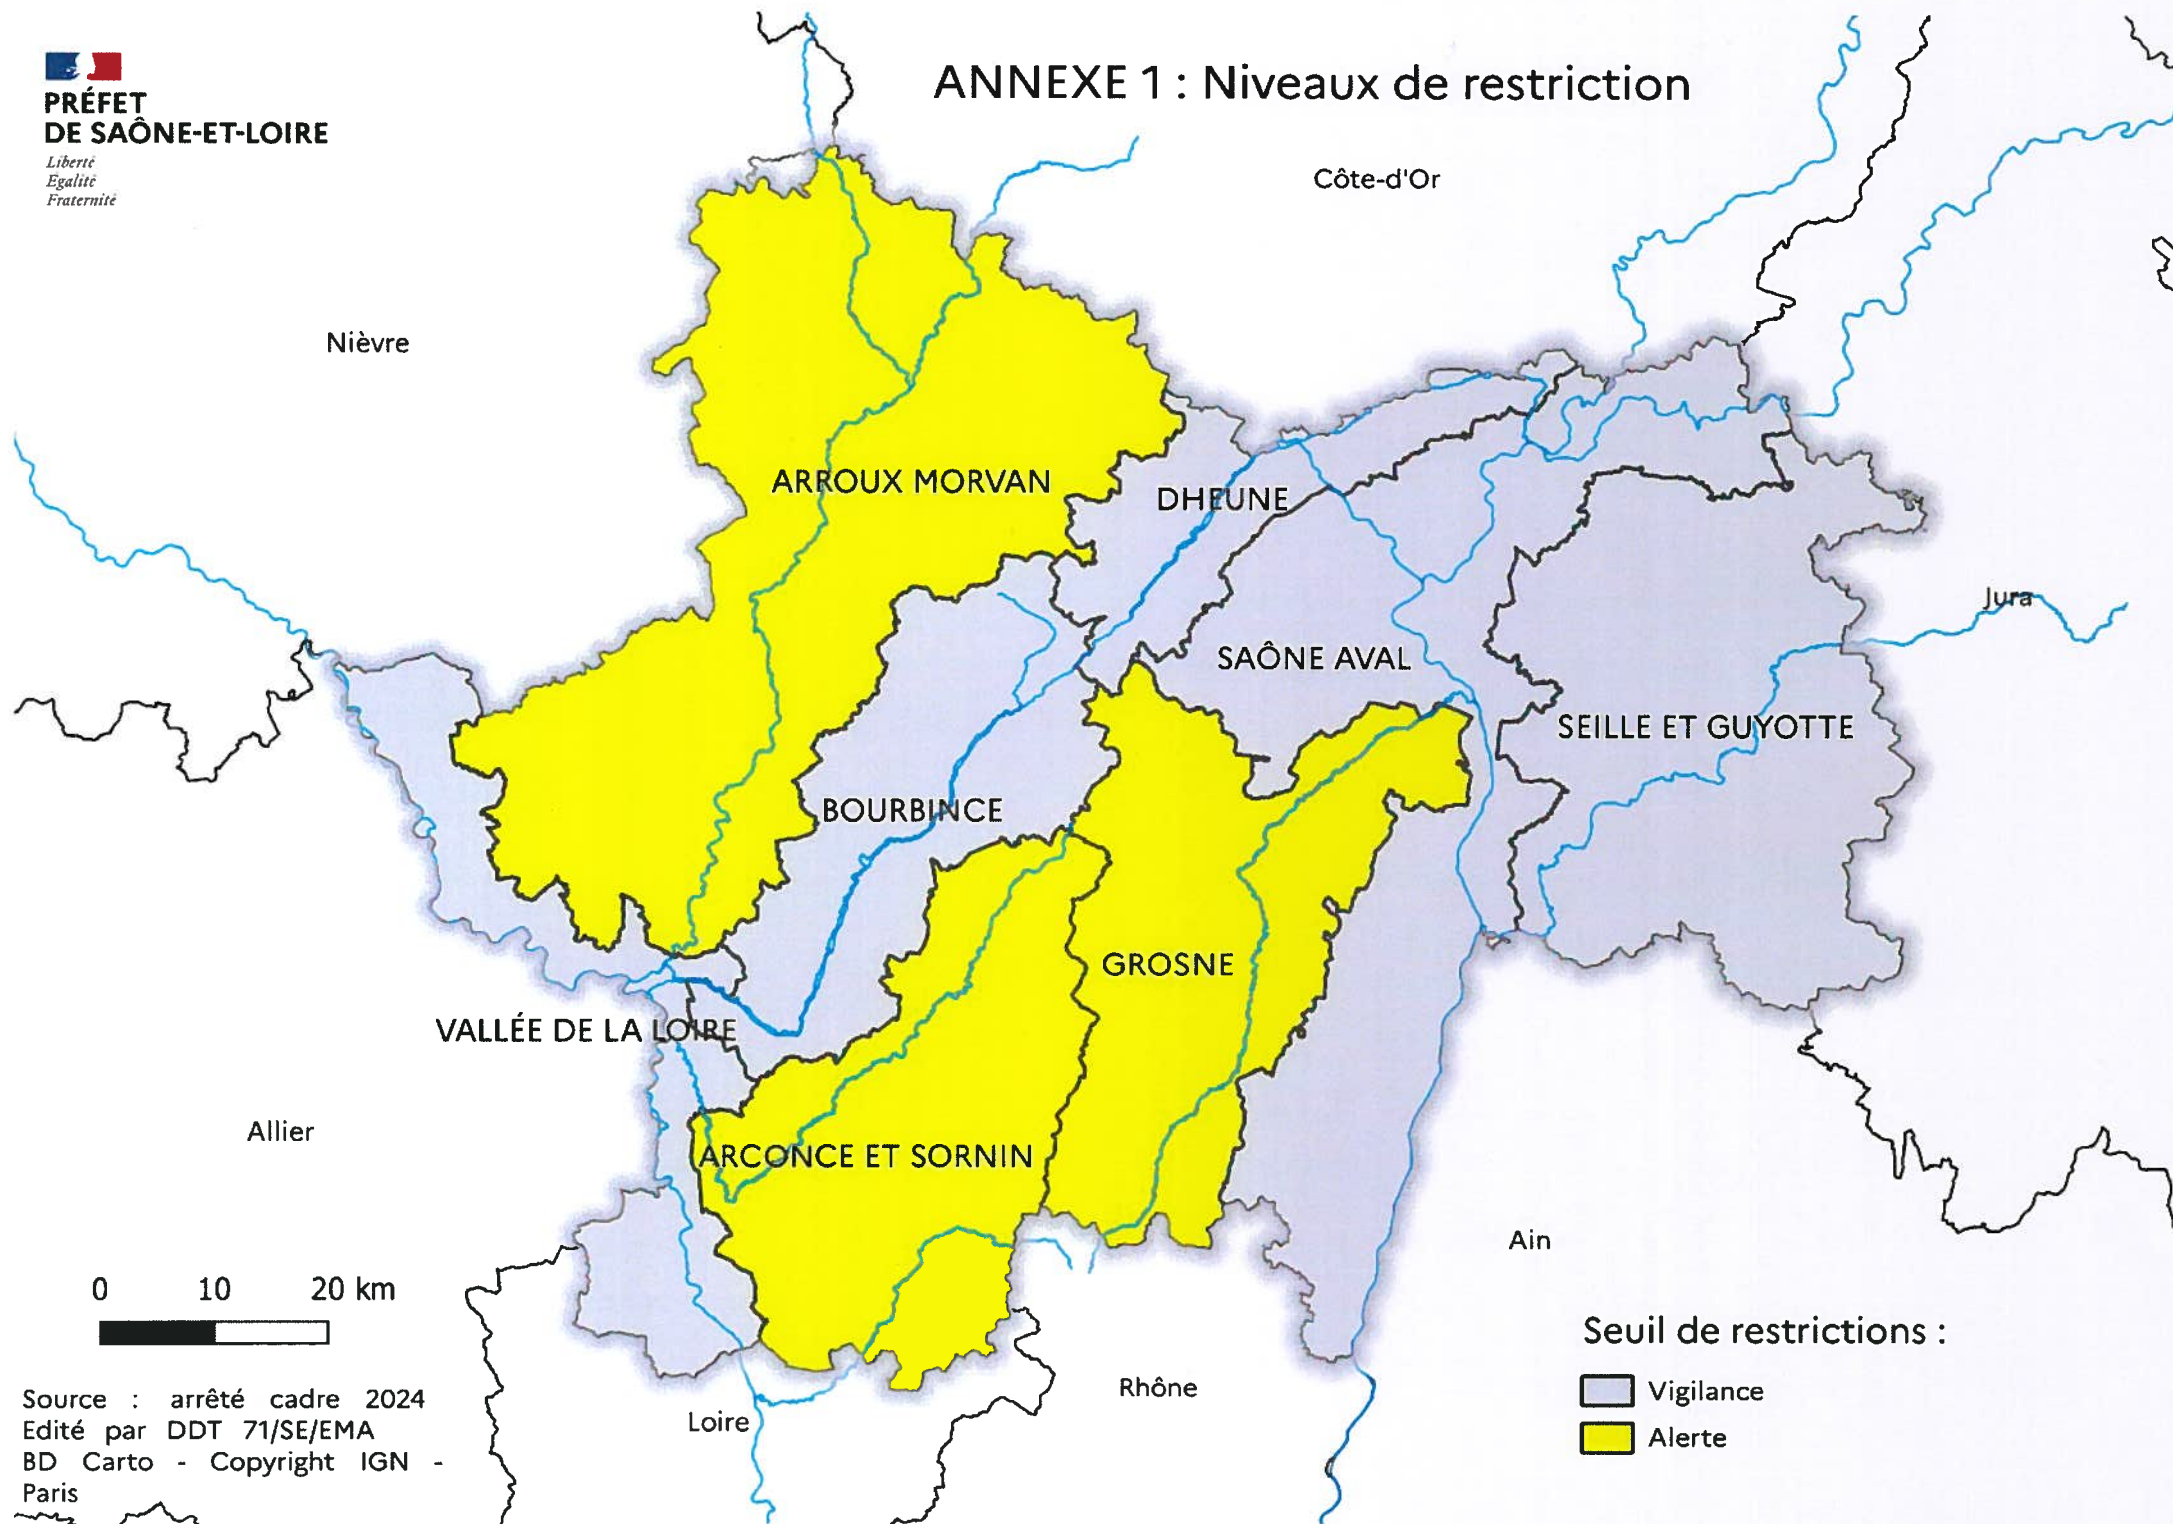 PRÉFET
DE SAÔNE-ET-LOIRE
Liberté
Égalité
Fraternité
ANNEXE 1 : Niveaux de restriction
Côte-d'Or
Nièvre
ARROUX MORVAN
DHEUNE
Jura
SAÔNE AVAL
SEILLE ET GUYOTTE
BOURBINCE
GROSNE
VALLÉE DE LA LOIRE
Allier
ARCONCE ET SORNIN
Ain
0 10 20 km
Seuil de restrictions :
Vigilance
Alerte
Rhône
Loire
Source : arrêté cadre 2024
Edité par DDT 71/SE/EMA
BD Carto - Copyright IGN -
Paris